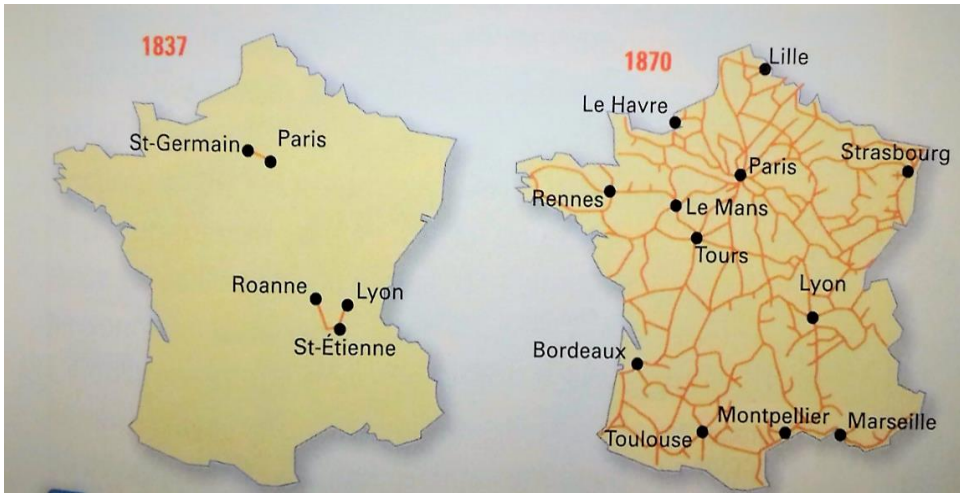 1837
St-Germain
Paris
Roanne
Lyon
St-Étienne
1870
Lille
Le Havre
Paris
Strasbourg
Rennes
Le Mans
Tours
Lyon
Bordeaux
Montpellier
Marseille
Toulouse